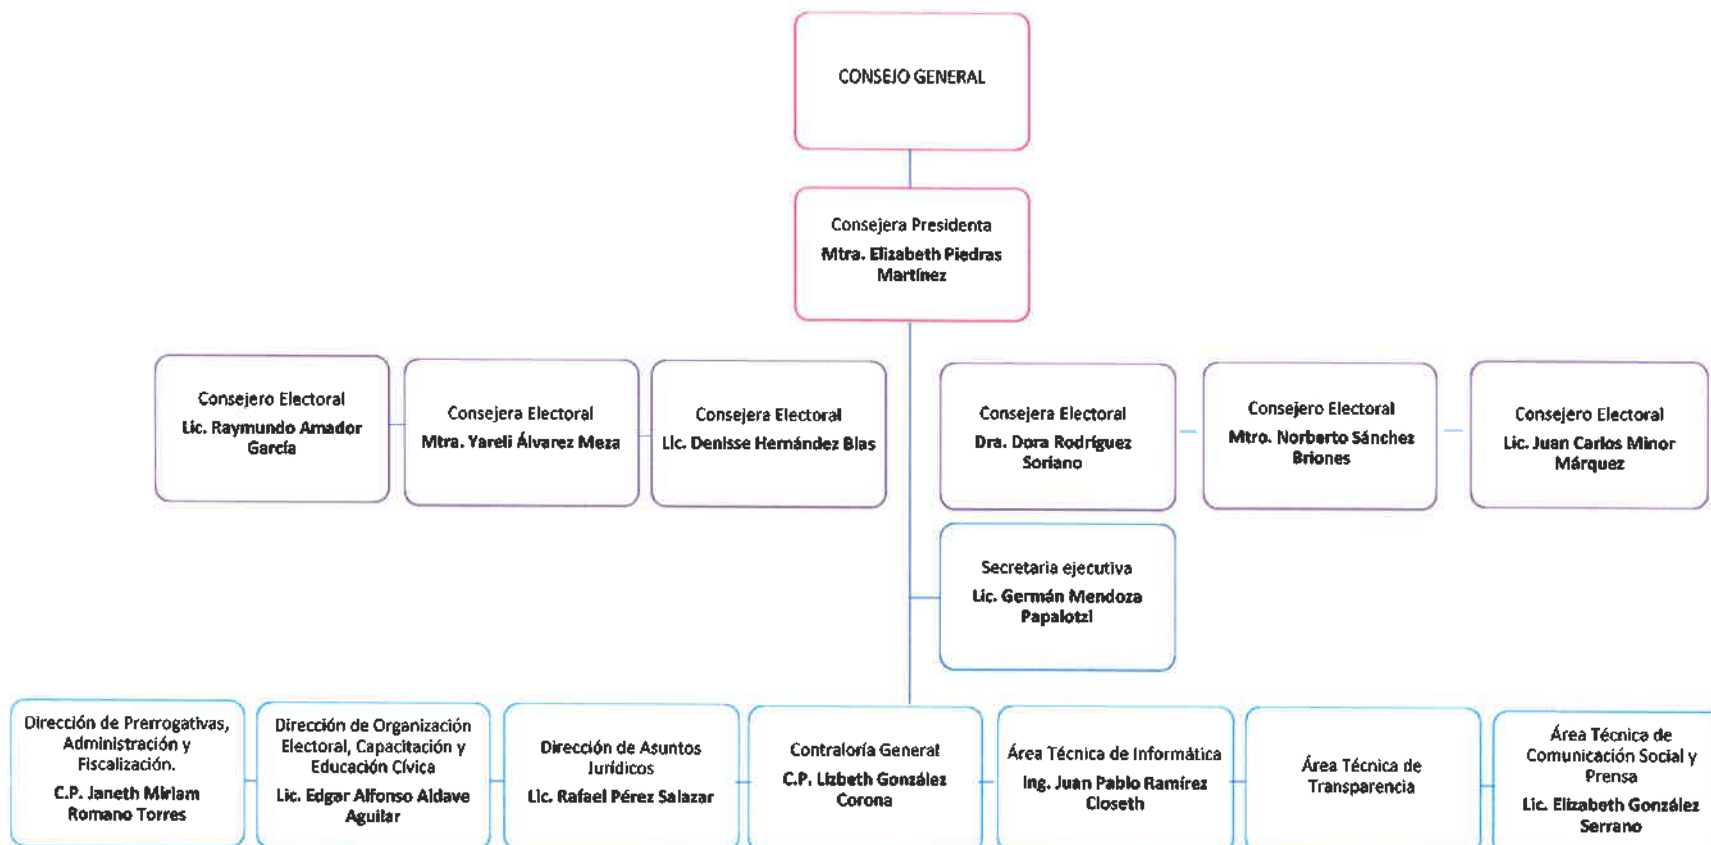 CONSEJO GENERAL
Consejera Presidenta
Mtra. Elizabeth Piedras
Martínez
Consejero Electoral
Lic. Raymundo Amador
García
Consejera Electoral
Mtra. Yareli Álvarez Meza
Consejera Electoral
Lic. Denisse Hernández Blas
Consejera Electoral
Dra. Dora Rodríguez
Soriano
Consejero Electoral
Mtro. Norberto Sánchez
Briones
Consejero Electoral
Lic. Juan Carlos Minor
Márquez
Secretaria ejecutiva
Lic. Germán Mendoza
Papalotzi
Dirección de Prerrogativas,
Administración y
Fiscalización.
C.P. Janeth Miriam
Romano Torres
Dirección de Organización
Electoral, Capacitación y
Educación Cívica
Lic. Edgar Alfonso Aldave
Aguilar
Dirección de Asuntos
Jurídicos
Lic. Rafael Pérez Salazar
Contraloría General
C.P. Lizbeth González
Corona
Área Técnica de Informática
Ing. Juan Pablo Ramírez
Closeth
Área Técnica de
Transparencia
Área Técnica de
Comunicación Social y
Prensa
Lic. Elizabeth González
Serrano